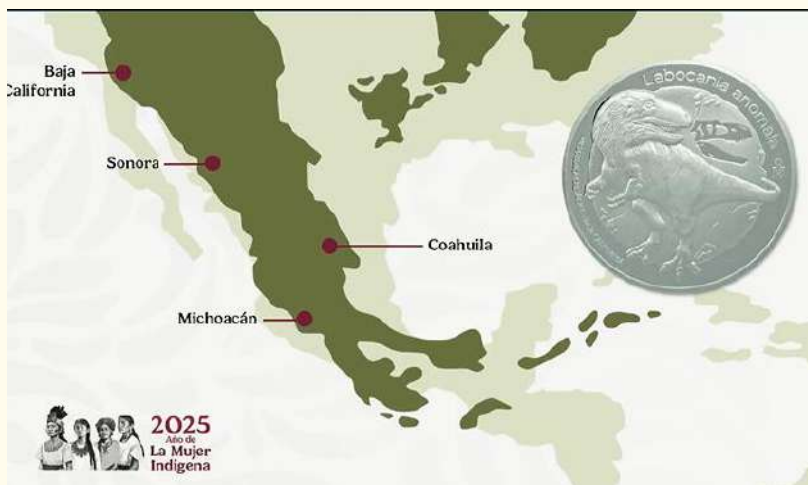 Baja
California
Sonora
Coahuila
Michoacán
Labocania anomala
2025
Año de
La Mujer
Indígena